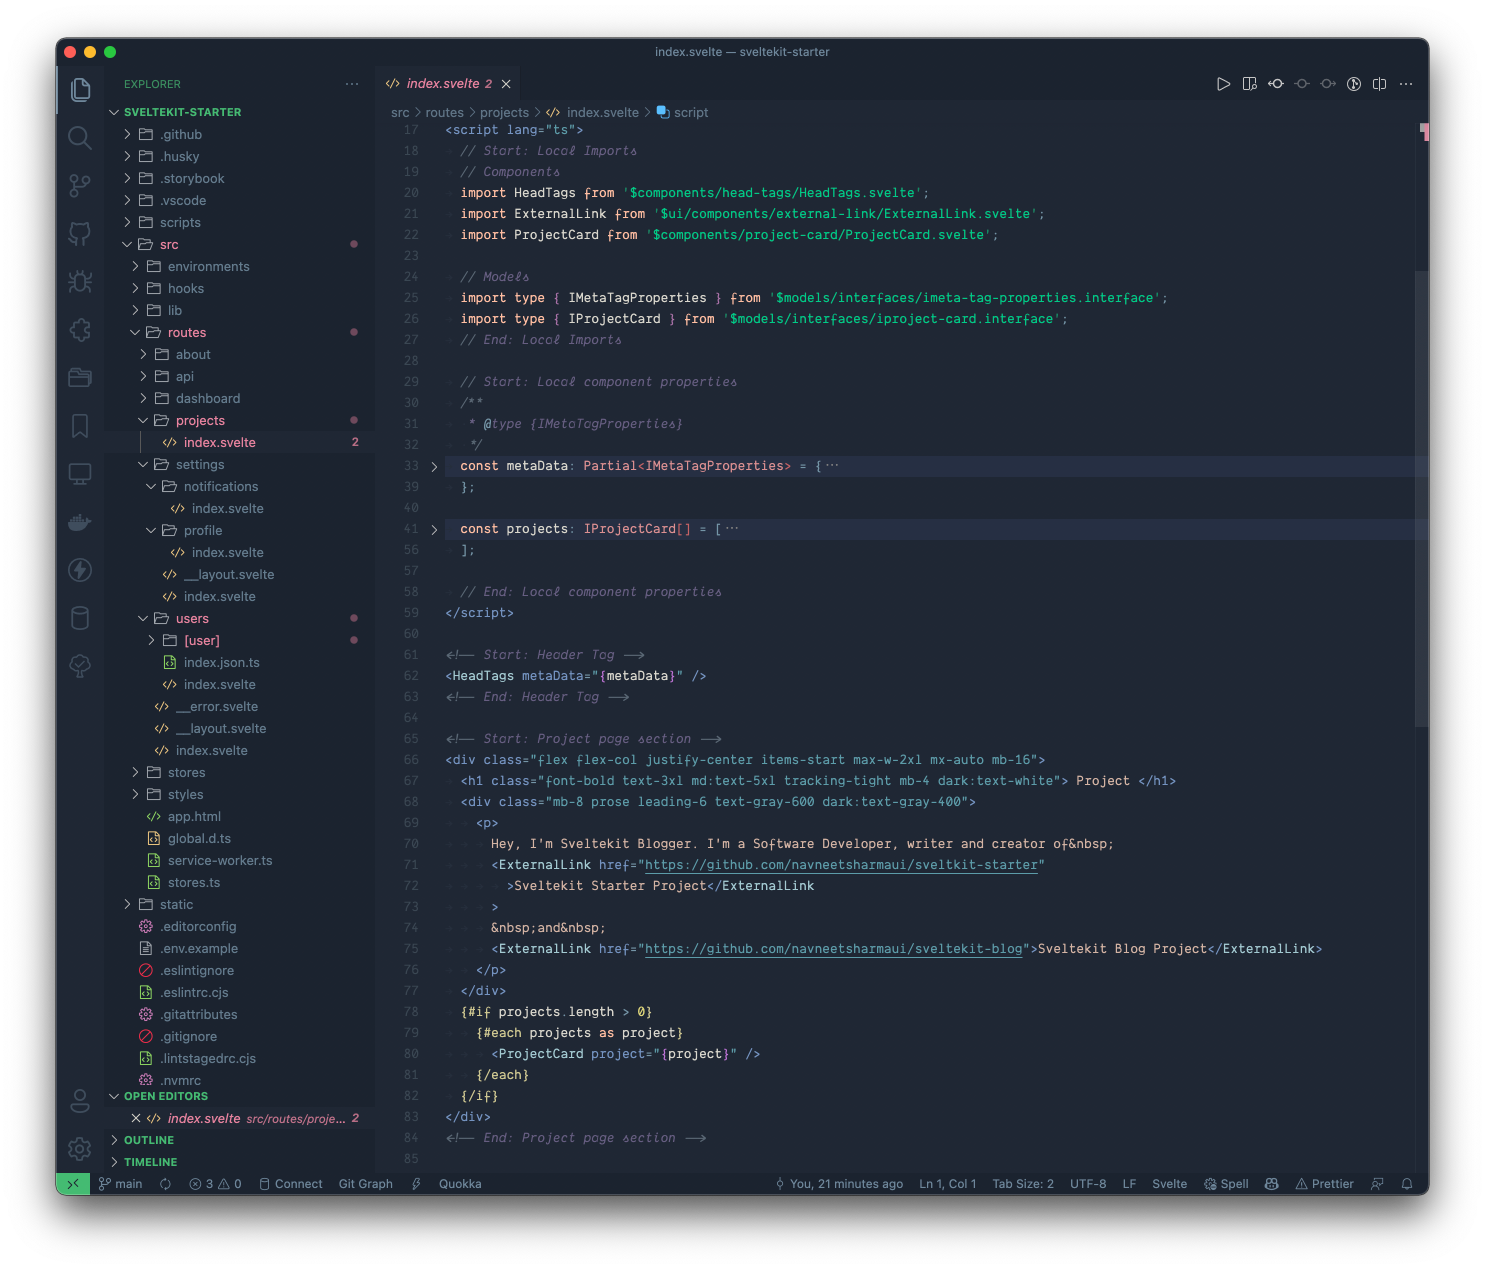 index.svelte — sveltekit-starter
EXPLORER
SVELTEKIT-STARTER
.github
.husky
.storybook
.vscode
scripts
src
environments
hooks
lib
routes
about
api
dashboard
projects
index.svelte 2
settings
notifications
index.svelte
profile
index.svelte
__layout.svelte
index.svelte
users
[user]
index.json.ts
index.svelte
__error.svelte
__layout.svelte
index.svelte
stores
styles
app.html
global.d.ts
service-worker.ts
stores.ts
static
.editorconfig
.env.example
.eslintignore
.eslintrc.cjs
.gitattributes
.gitignore
.lintstagedrc.cjs
.nvmrc
OPEN EDITORS
index.svelte src/routes/proje... 2
OUTLINE
TIMELINE
index.svelte 2
src > routes > projects > index.svelte > script
17 <script lang="ts">
18 // Start: Local Imports
19 // Components
20 import HeadTags from '$components/head-tags/HeadTags.svelte';
21 import ExternalLink from '$ui/components/external-link/ExternalLink.svelte';
22 import ProjectCard from '$components/project-card/ProjectCard.svelte';
23
24 // Models
25 import type { IMetaTagProperties } from '$models/interfaces/imeta-tag-properties.interface';
26 import type { IProjectCard } from '$models/interfaces/iproject-card.interface';
27 // End: Local Imports
28
29 // Start: Local component properties
30 /**
31 * @type {IMetaTagProperties}
32 */
33 const metaData: Partial<IMetaTagProperties> = {···
39 };
40
41 const projects: IProjectCard[] = [···
56 ];
57
58 // End: Local component properties
59 </script>
60
61 <!-- Start: Header Tag -->
62 <HeadTags metaData="{metaData}" />
63 <!-- End: Header Tag -->
64
65 <!-- Start: Project page section -->
66 <div class="flex flex-col justify-center items-start max-w-2xl mx-auto mb-16">
67 <h1 class="font-bold text-3xl md:text-5xl tracking-tight mb-4 dark:text-white"> Project </h1>
68 <div class="mb-8 prose leading-6 text-gray-600 dark:text-gray-400">
69 <p>
70 Hey, I'm Sveltekit Blogger. I'm a Software Developer, writer and creator of&nbsp;
71 <ExternalLink href="https://github.com/navneetsharmaui/sveltkit-starter"
72 >Sveltekit Starter Project</ExternalLink
73 >
74 &nbsp;and&nbsp;
75 <ExternalLink href="https://github.com/navneetsharmaui/sveltekit-blog">Sveltekit Blog Project</ExternalLink>
76 </p>
77 </div>
78 {#if projects.length > 0}
79 {#each projects as project}
80 <ProjectCard project="{project}" />
81 {/each}
82 {/if}
83 </div>
84 <!-- End: Project page section -->
85
main 3 0 Connect Git Graph Quokka You, 21 minutes ago Ln 1, Col 1 Tab Size: 2 UTF-8 LF Svelte Spell Prettier